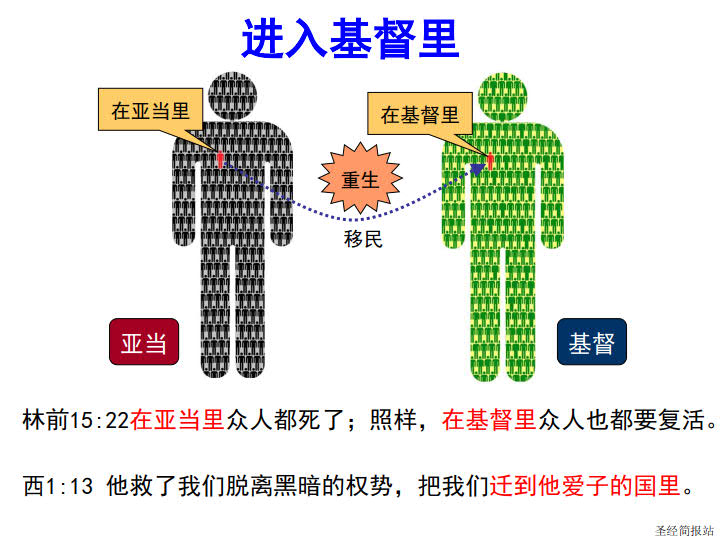 进入基督里
在亚当里
在基督里
重生
移民
亚当
基督
林前15:22在亚当里众人都死了；照样，在基督里众人也都要复活。
西1:13 他救了我们脱离黑暗的权势，把我们迁到他爱子的国里。
圣经简报站